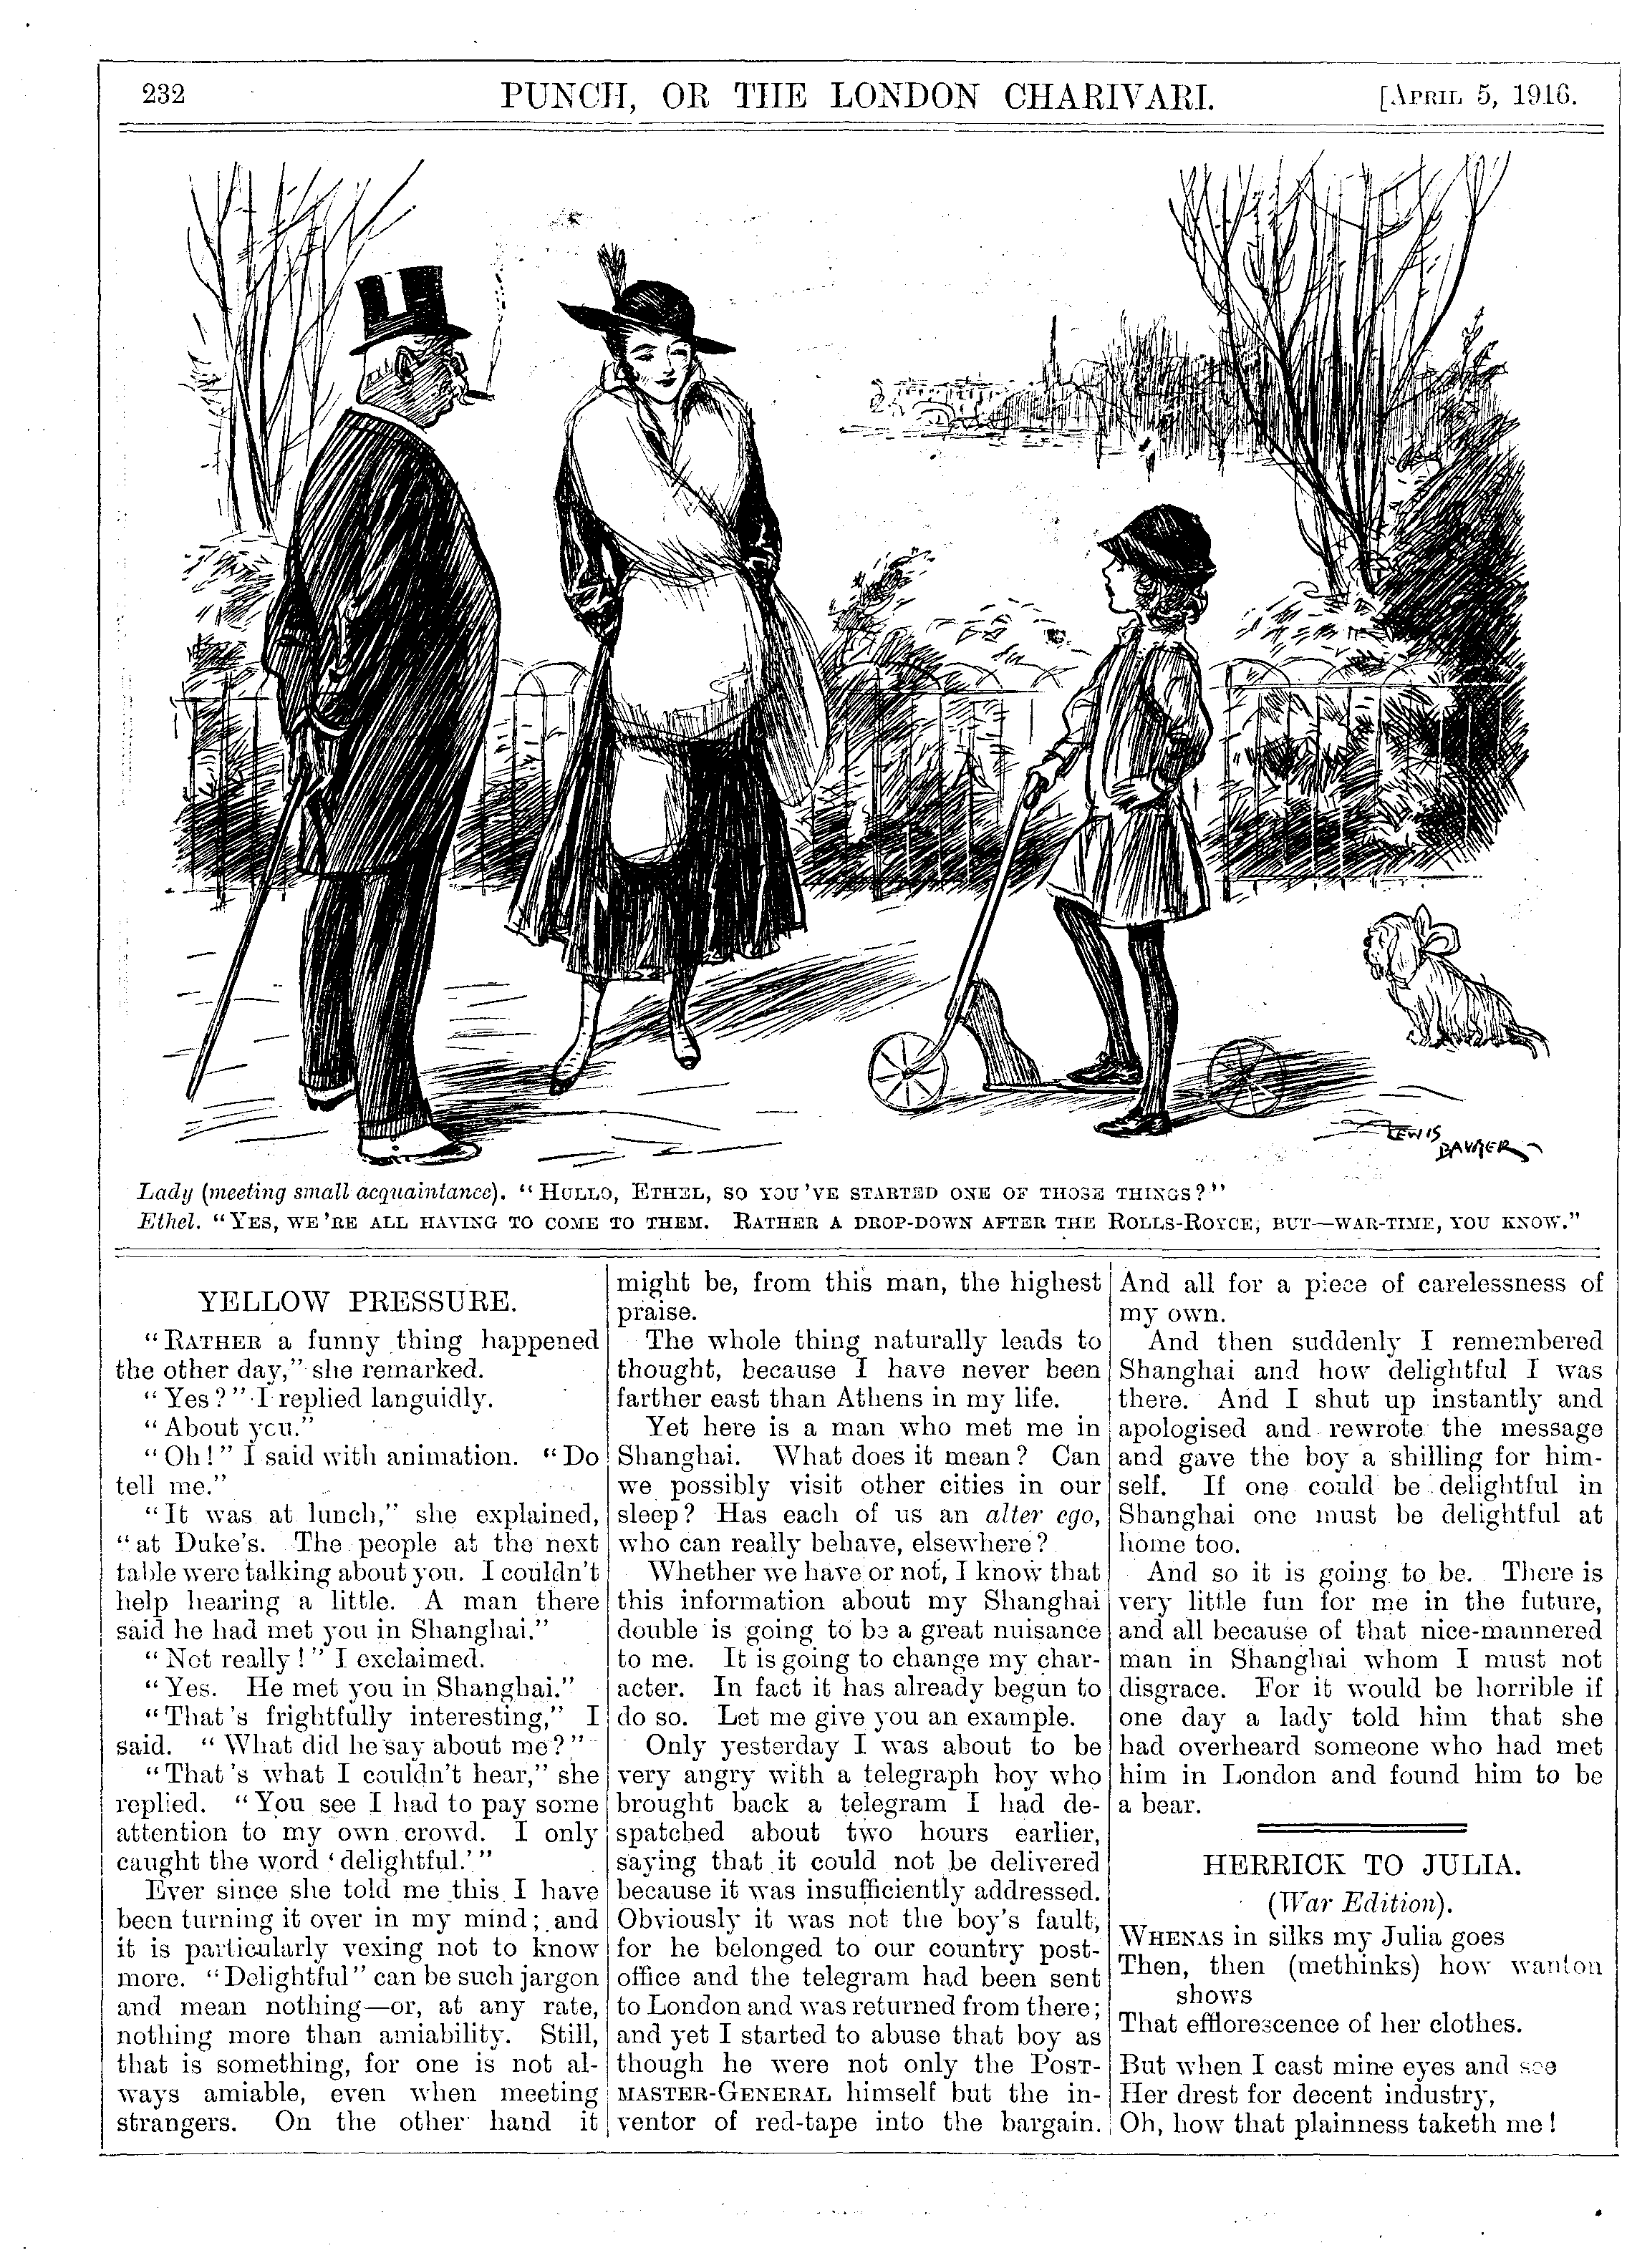 232
PUNCH, OR THE LONDON CHARIVARI.
[APRIL 5, 1916.
LEWIS
BAUMER
Lady (meeting small acquaintance). "HULLO, ETHEL, SO YOU'VE STARTED ONE OF THOSE THINGS?"
Ethel. "YES, WE'RE ALL HAVING TO COME TO THEM. RATHER A DROP-DOWN AFTER THE ROLLS-ROYCE; BUT—WAR-TIME, YOU KNOW."
YELLOW PRESSURE.
"RATHER a funny thing happened
the other day," she remarked.
"Yes?" I replied languidly.
"About you."
"Oh!" I said with animation. "Do
tell me."
"It was at lunch," she explained,
"at Duke's. The people at the next
table were talking about you. I couldn't
help hearing a little. A man there
said he had met you in Shanghai."
"Not really!" I exclaimed.
"Yes. He met you in Shanghai."
"That's frightfully interesting," I
said. "What did he say about me?"
"That's what I couldn't hear," she
replied. "You see I had to pay some
attention to my own crowd. I only
caught the word 'delightful.'"
Ever since she told me this I have
been turning it over in my mind; and
it is particularly vexing not to know
more. "Delightful" can be such jargon
and mean nothing—or, at any rate,
nothing more than amiability. Still,
that is something, for one is not al-
ways amiable, even when meeting
strangers. On the other hand it
might be, from this man, the highest
praise.
The whole thing naturally leads to
thought, because I have never been
farther east than Athens in my life.
Yet here is a man who met me in
Shanghai. What does it mean? Can
we possibly visit other cities in our
sleep? Has each of us an alter ego,
who can really behave, elsewhere?
Whether we have or not, I know that
this information about my Shanghai
double is going to be a great nuisance
to me. It is going to change my char-
acter. In fact it has already begun to
do so. Let me give you an example.
Only yesterday I was about to be
very angry with a telegraph boy who
brought back a telegram I had de-
spatched about two hours earlier,
saying that it could not be delivered
because it was insufficiently addressed.
Obviously it was not the boy's fault,
for he belonged to our country post-
office and the telegram had been sent
to London and was returned from there;
and yet I started to abuse that boy as
though he were not only the POST-
MASTER-GENERAL himself but the in-
ventor of red-tape into the bargain.
And all for a piece of carelessness of
my own.
And then suddenly I remembered
Shanghai and how delightful I was
there. And I shut up instantly and
apologised and rewrote the message
and gave the boy a shilling for him-
self. If one could be delightful in
Shanghai one must be delightful at
home too.
And so it is going to be. There is
very little fun for me in the future,
and all because of that nice-mannered
man in Shanghai whom I must not
disgrace. For it would be horrible if
one day a lady told him that she
had overheard someone who had met
him in London and found him to be
a bear.
HERRICK TO JULIA.
(War Edition).
WHENAS in silks my Julia goes
Then, then (methinks) how wanton
shows
That efflorescence of her clothes.
But when I cast mine eyes and see
Her drest for decent industry,
Oh, how that plainness taketh me!